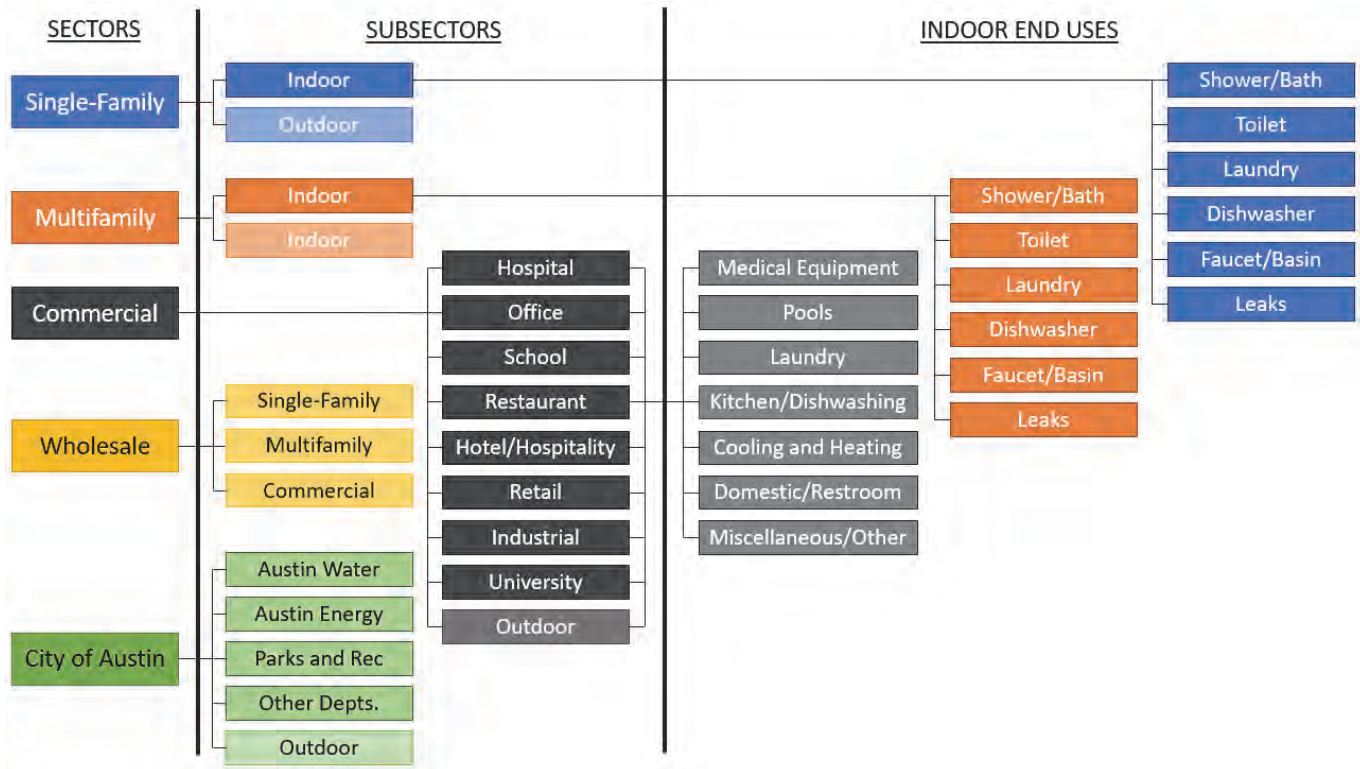 SECTORS
SUBSECTORS
INDOOR END USES
Single-Family
Indoor
Outdoor
Shower/Bath
Toilet
Laundry
Dishwasher
Faucet/Basin
Leaks
Multifamily
Indoor
Indoor
Shower/Bath
Toilet
Laundry
Dishwasher
Faucet/Basin
Leaks
Commercial
Hospital
Office
School
Restaurant
Hotel/Hospitality
Retail
Industrial
University
Outdoor
Medical Equipment
Pools
Laundry
Kitchen/Dishwashing
Cooling and Heating
Domestic/Restroom
Miscellaneous/Other
Wholesale
Single-Family
Multifamily
Commercial
City of Austin
Austin Water
Austin Energy
Parks and Rec
Other Depts.
Outdoor